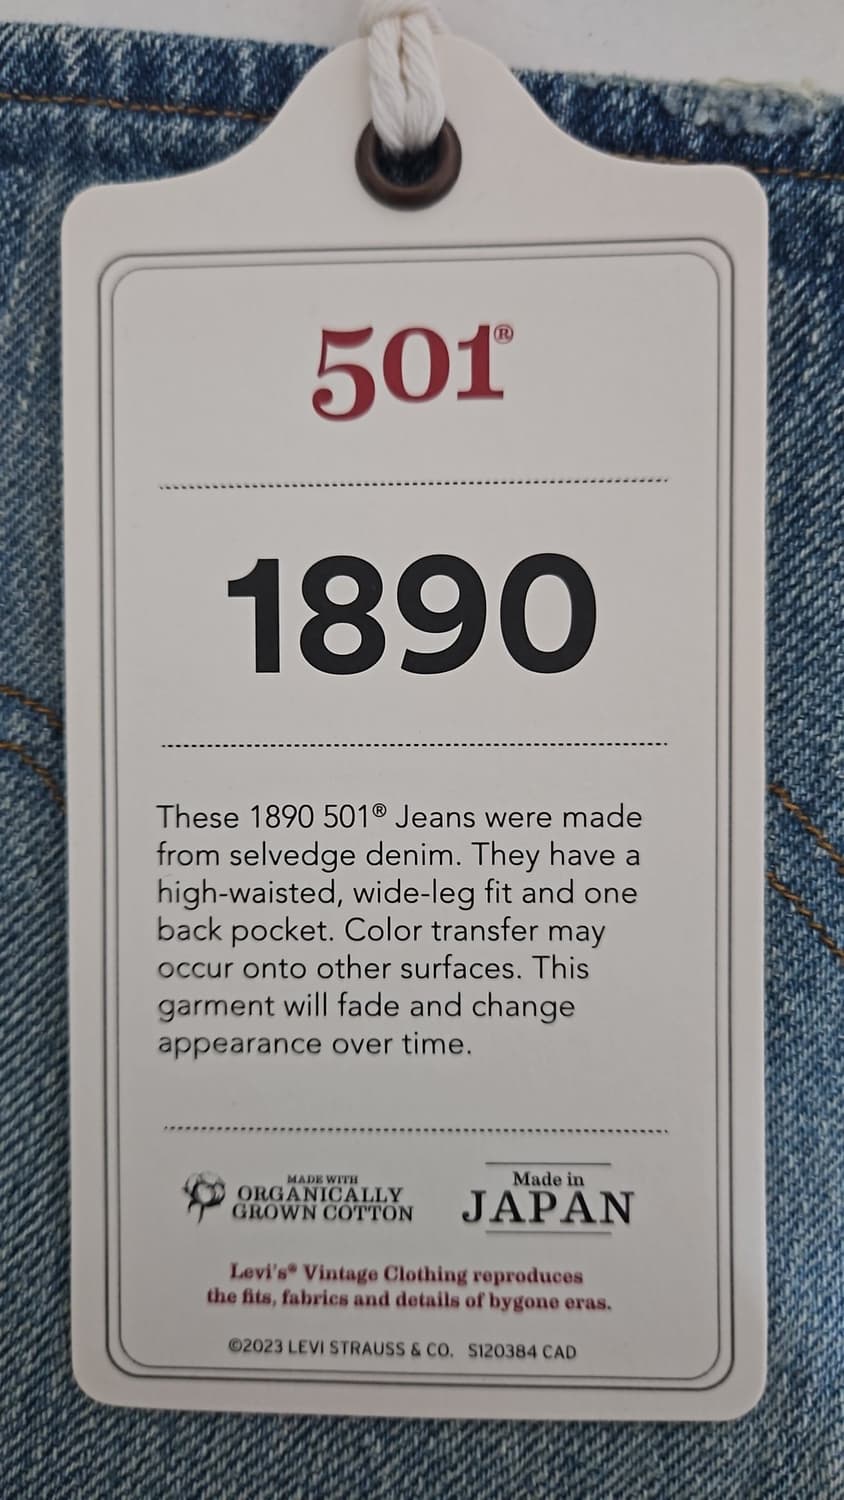 501®
1890
These 1890 501® Jeans were made
from selvedge denim. They have a
high-waisted, wide-leg fit and one
back pocket. Color transfer may
occur onto other surfaces. This
garment will fade and change
appearance over time.
MADE WITH
ORGANICALLY
GROWN COTTON
Made in
JAPAN
Levi's® Vintage Clothing reproduces
the fits, fabrics and details of bygone eras.
©2023 LEVI STRAUSS & CO. S120384 CAD